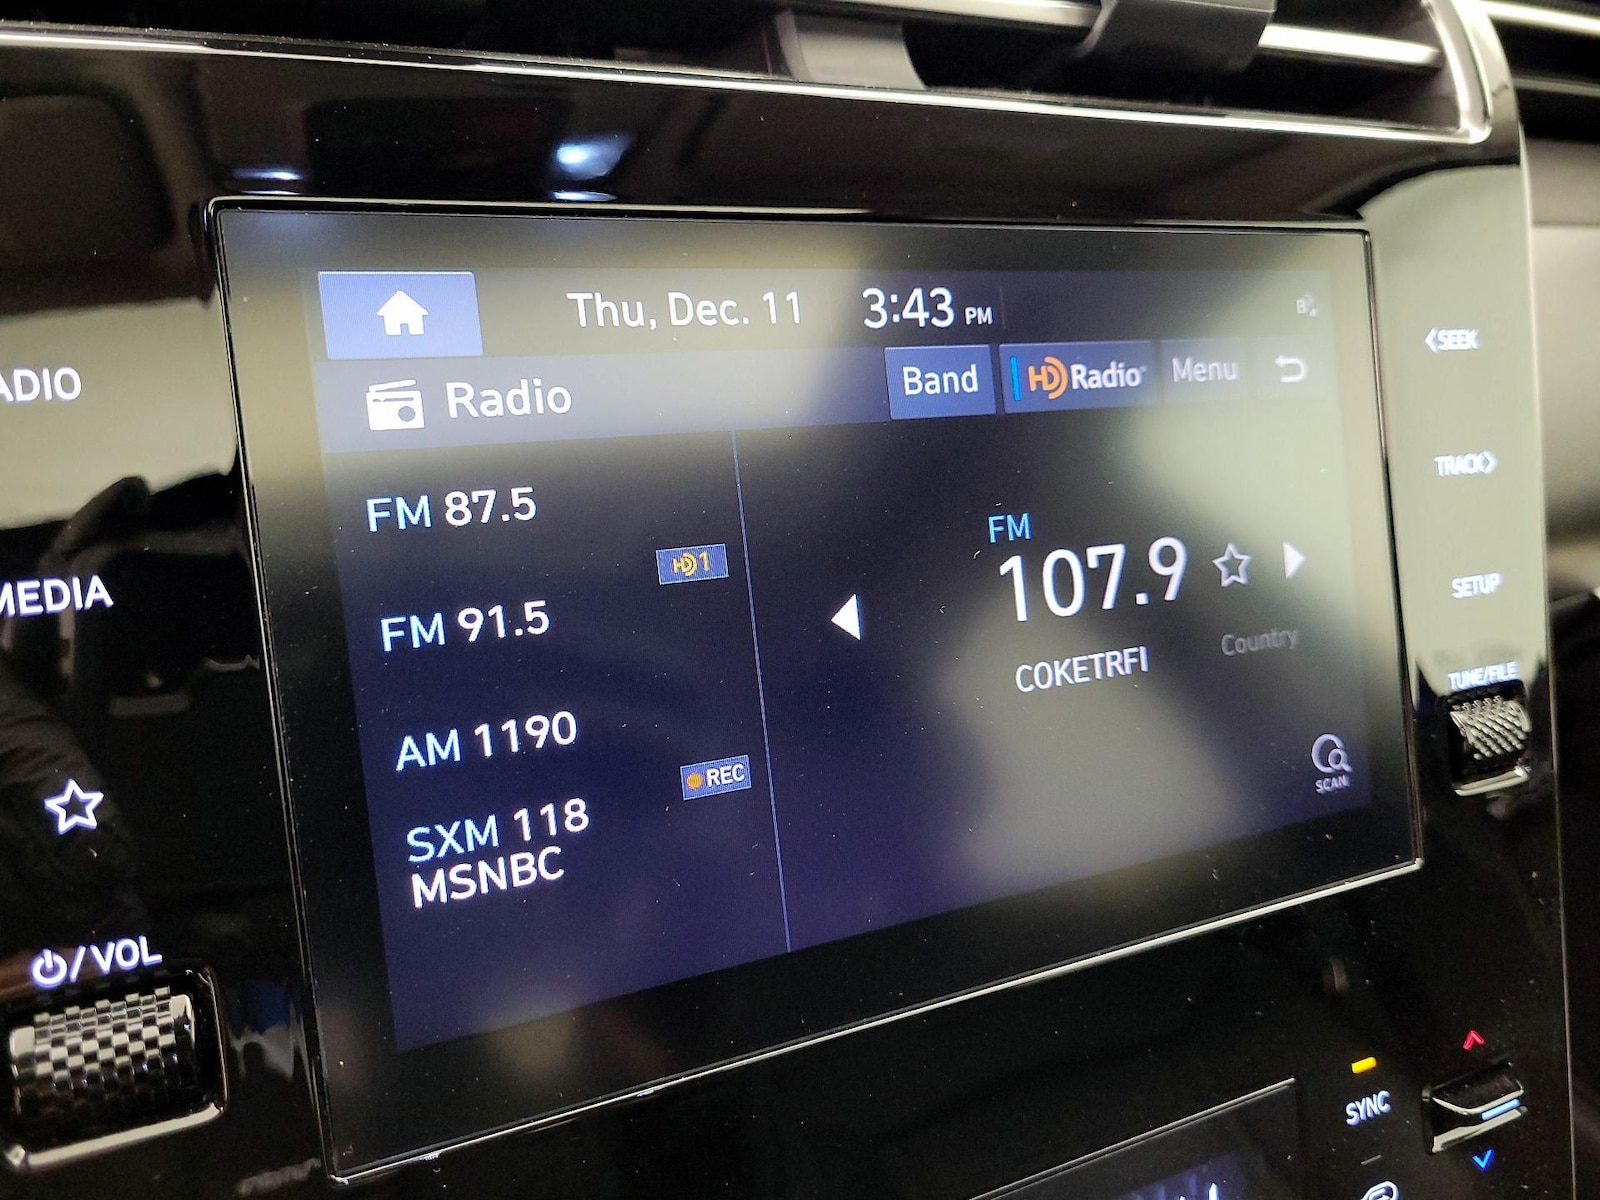 Thu, Dec. 11 3:43 PM
Radio Band HD Radio Menu
FM 87.5
HD1
FM 91.5
AM 1190
REC
SXM 118
MSNBC
FM
107.9
COKETRFI Country
SCAN
ADIO
MEDIA
/ VOL
SEEK
TRACK
SETUP
TUNE/FILE
SYNC